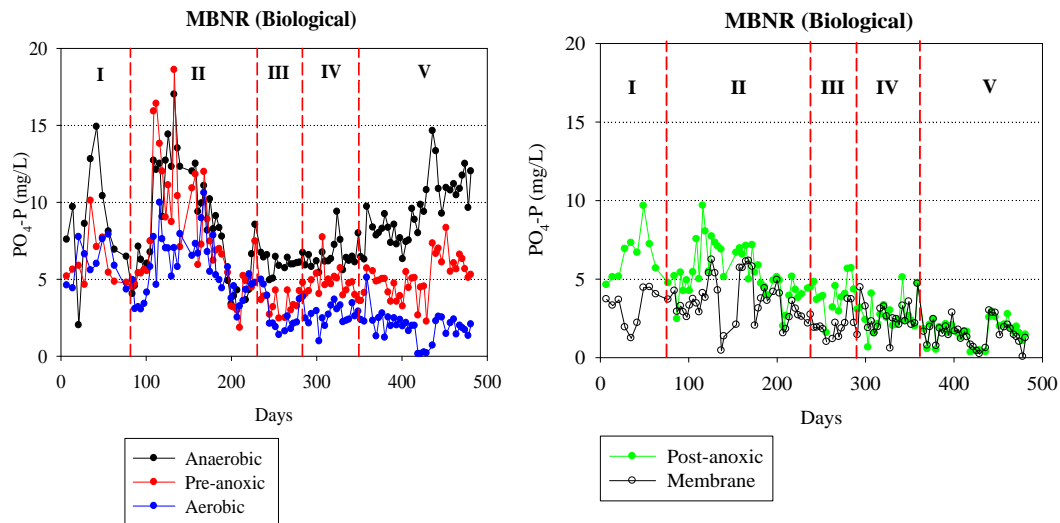 MBNR (Biological)
20
15
10
5
0
PO4-P (mg/L)
I
II
III
IV
V
0
100
200
300
400
500
Days
Anaerobic
Pre-anoxic
Aerobic
MBNR (Biological)
20
15
10
5
0
PO4-P (mg/L)
I
II
III
IV
V
0
100
200
300
400
500
Days
Post-anoxic
Membrane